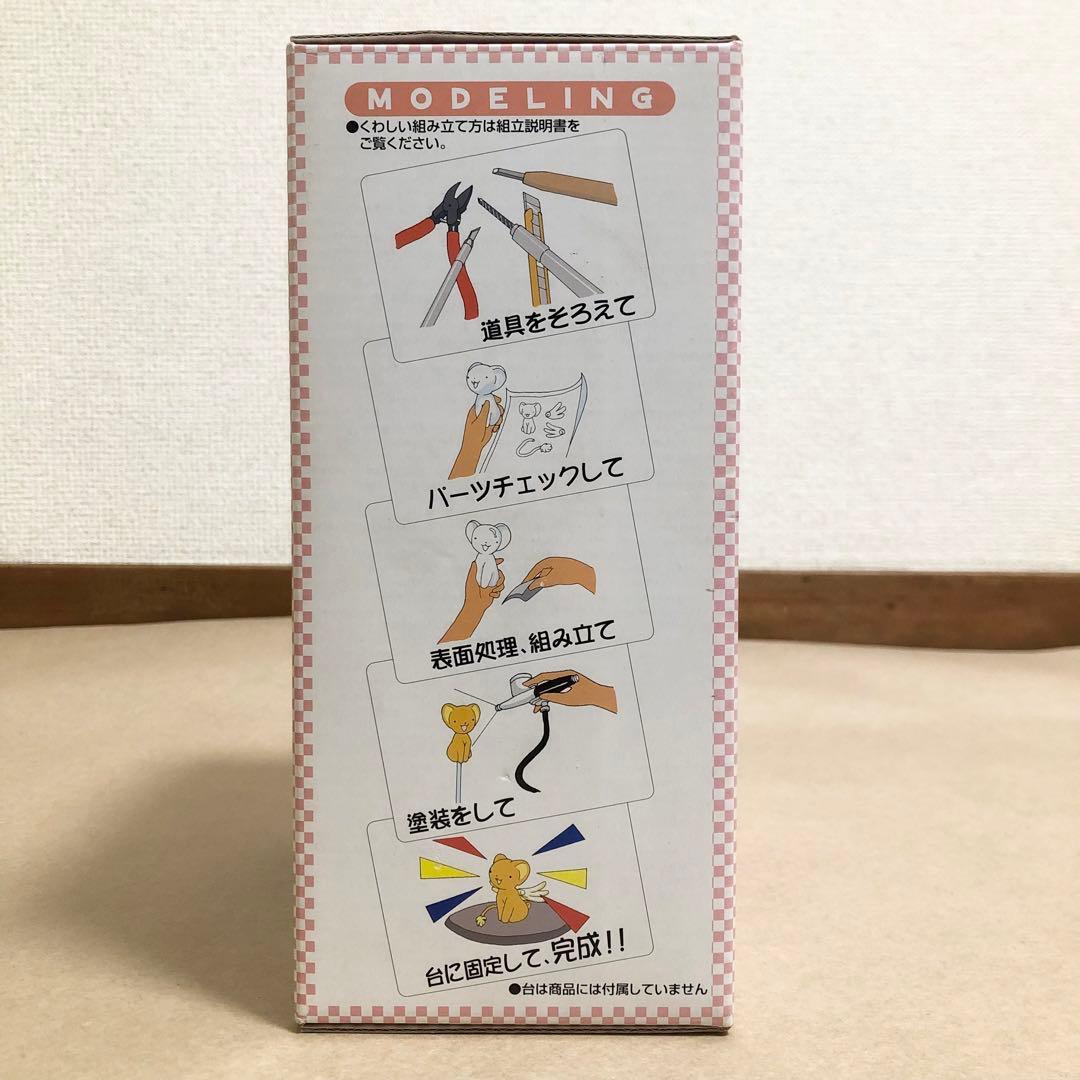 MODELING
●くわしい組み立て方は組立説明書を
ご覧ください。
道具をそろえて
パーツチェックして
表面処理、組み立て
塗装をして
台に固定して、完成!!
●台は商品には付属していません